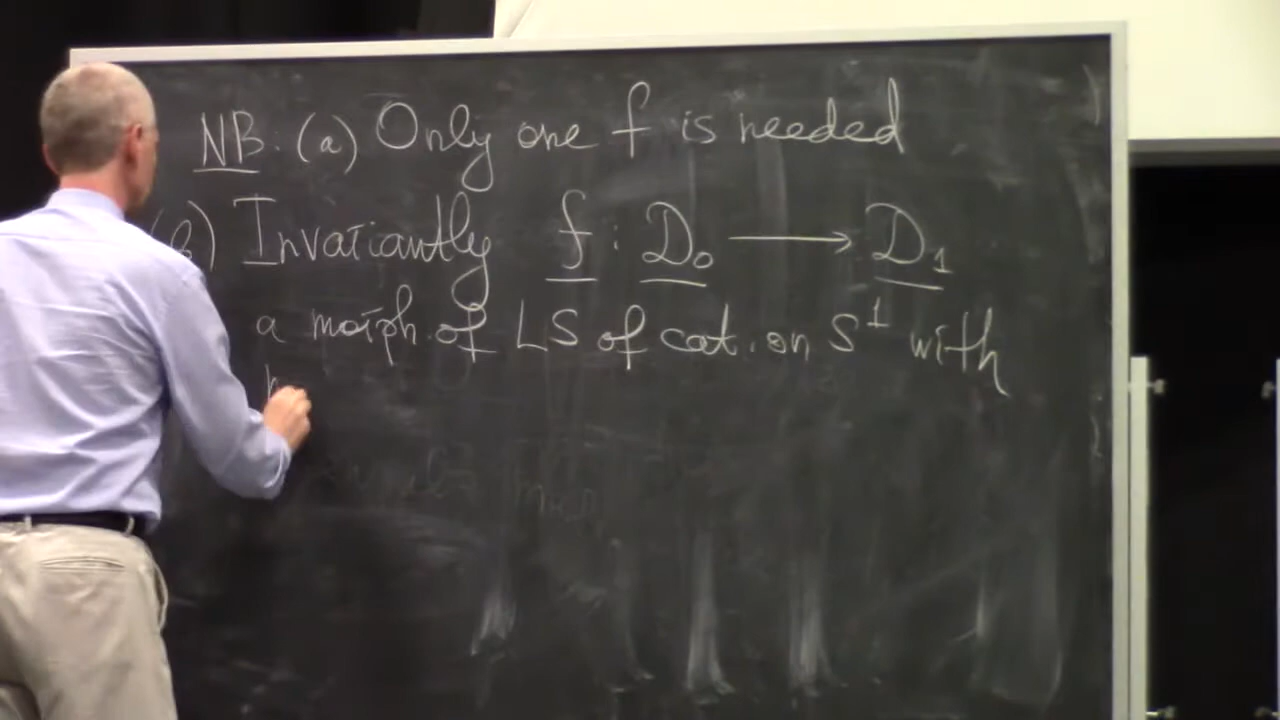 NB: (a) Only one f is needed
(b) Invariantly f : D₀ ⟶ D₁
a morph. of LS of cat. on S¹ with